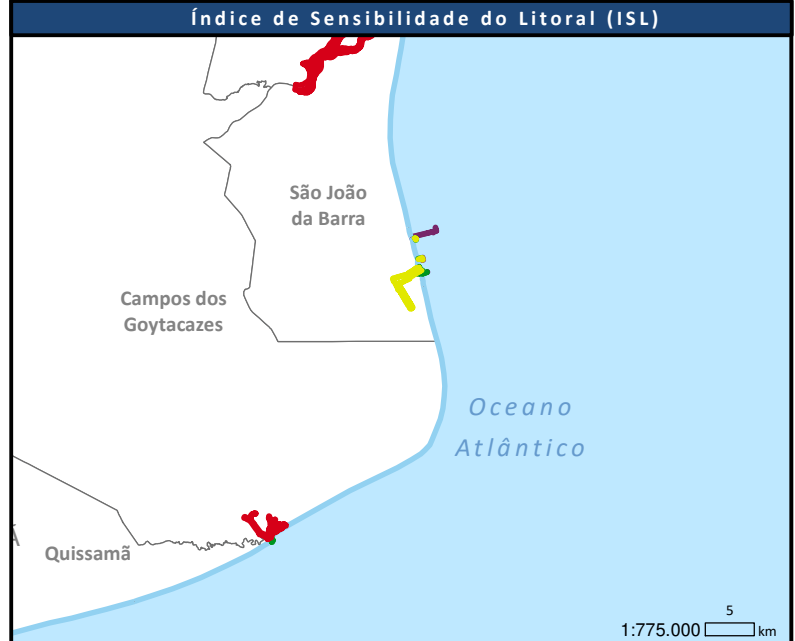 Índice de Sensibilidade do Litoral (ISL)
São João
da Barra
Campos dos
Goytacazes
Oceano
Atlântico
Á
Quissamã
5
1:775.000
km